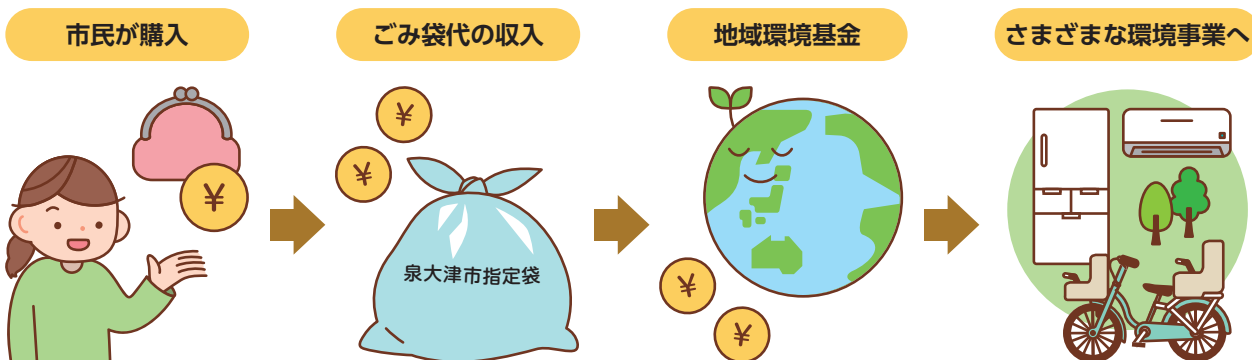 市民が購入
ごみ袋代の収入
地域環境基金
さまざまな環境事業へ
¥
¥
¥
泉大津市指定袋
¥
¥